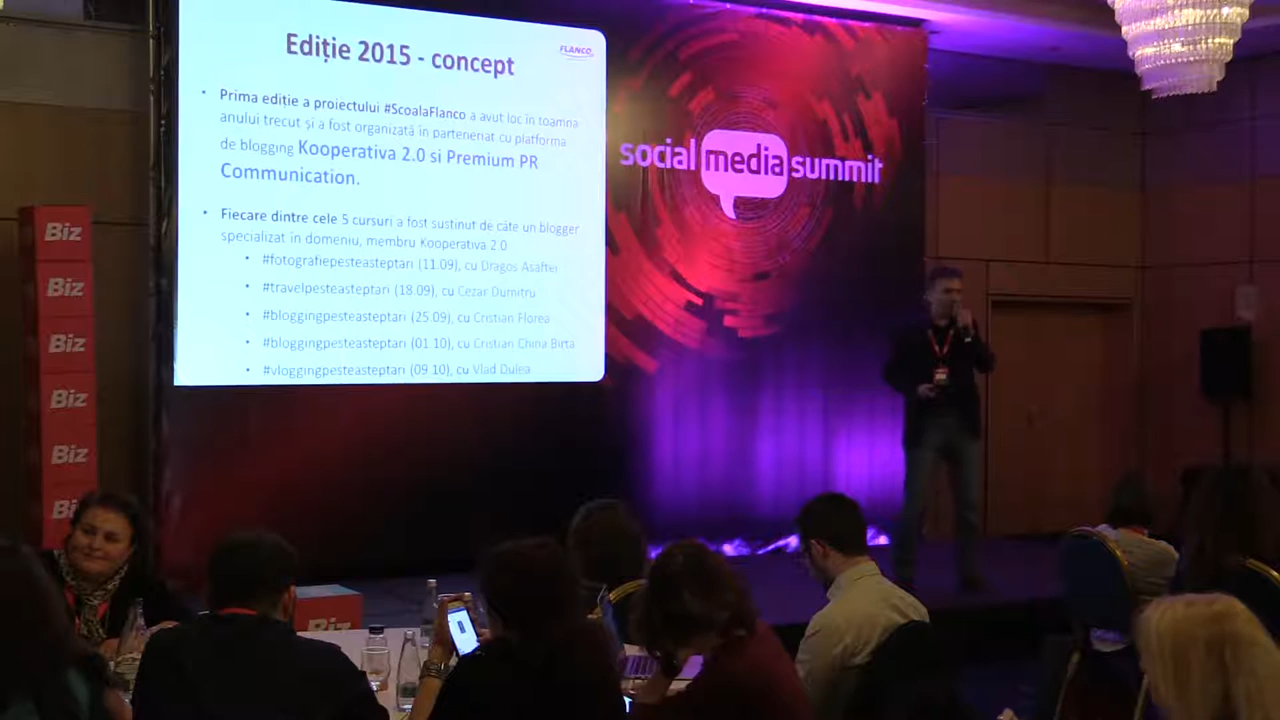 Ediție 2015 - concept
FLANCO
Prima ediție a proiectului #ScoalaFlanco a avut loc în toamna
anului trecut și a fost organizată în parteneriat cu platforma
de blogging Kooperativa 2.0 si Premium PR
Communication.
Fiecare dintre cele 5 cursuri a fost sustinut de câte un blogger
specializat în domeniu, membru Kooperativa 2.0
#fotografiepesteasteptari (11.09), cu Dragos Asaftei
#travelpesteasteptari (18.09), cu Cezar Dumitru
#bloggingpesteasteptari (25.09), cu Cristian Florea
#bloggingpesteasteptari (01.10), cu Cristian China Birta
#vloggingpesteasteptari (09.10), cu Vlad Dulea
social media summit
Biz
Biz
Biz
Biz
Biz
Bi
Biz